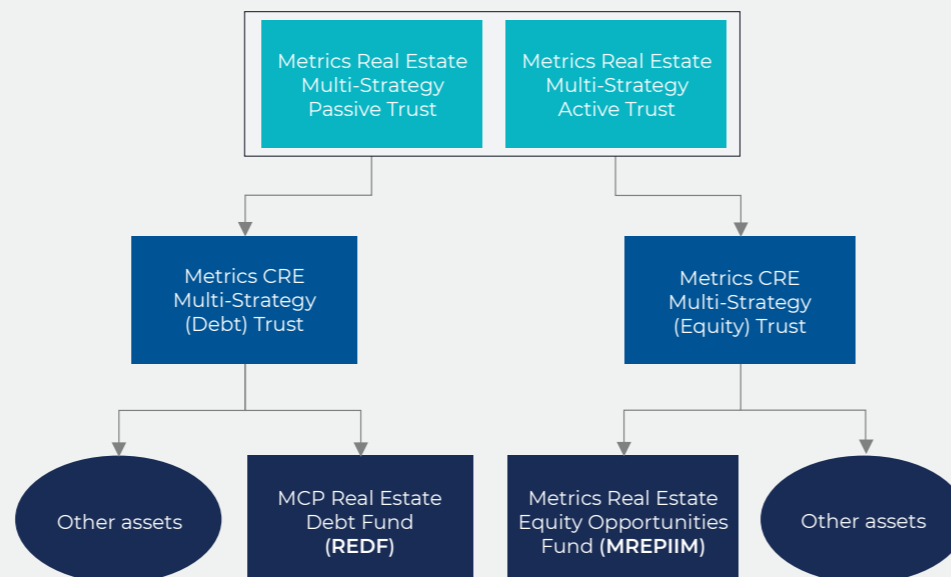 Metrics Real Estate
Multi-Strategy
Passive Trust
Metrics Real Estate
Multi-Strategy
Active Trust
Metrics CRE
Multi-Strategy
(Debt) Trust
Metrics CRE
Multi-Strategy
(Equity) Trust
Other assets
MCP Real Estate
Debt Fund
(REDF)
Metrics Real Estate
Equity Opportunities
Fund (MREPIIM)
Other assets